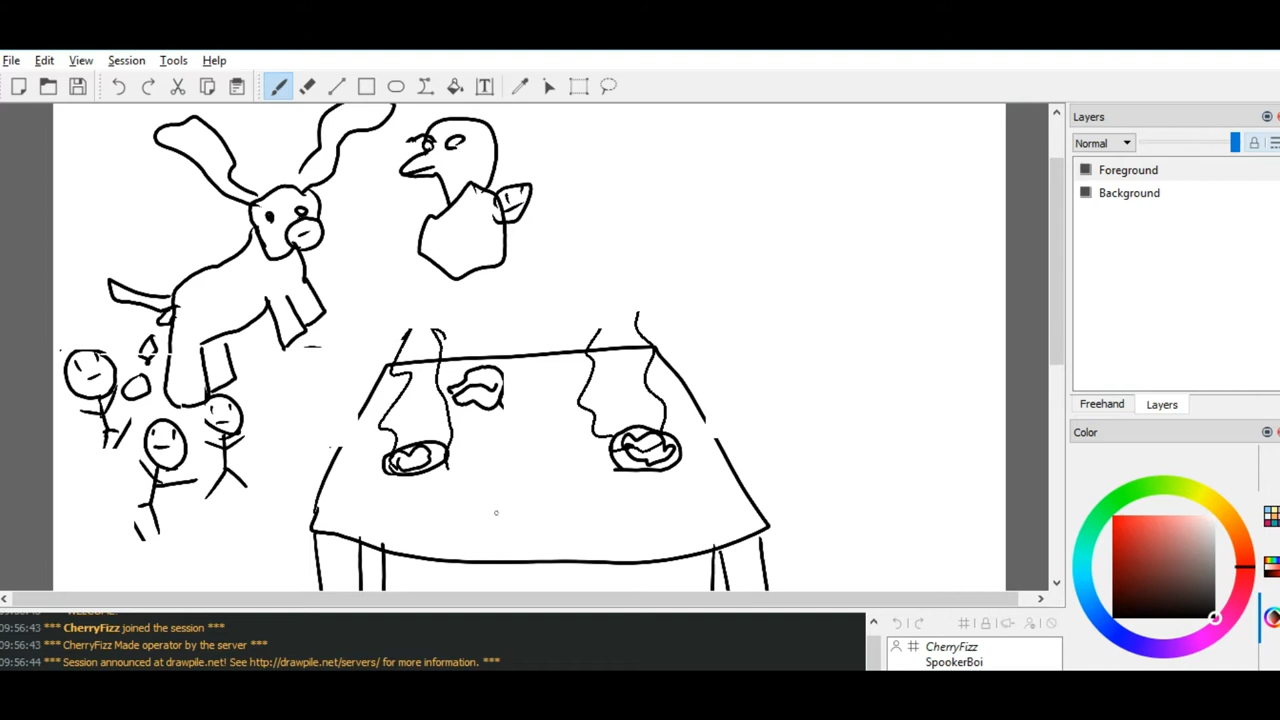 File Edit View Session Tools Help
Layers
Normal
Foreground
Background
Freehand Layers
Color
09:56:43 *** CherryFizz joined the session ***
09:56:43 *** CherryFizz Made operator by the server ***
09:56:44 *** Session announced at drawpile.net! See http://drawpile.net/servers/ for more information. ***
CherryFizz
SpookerBoi